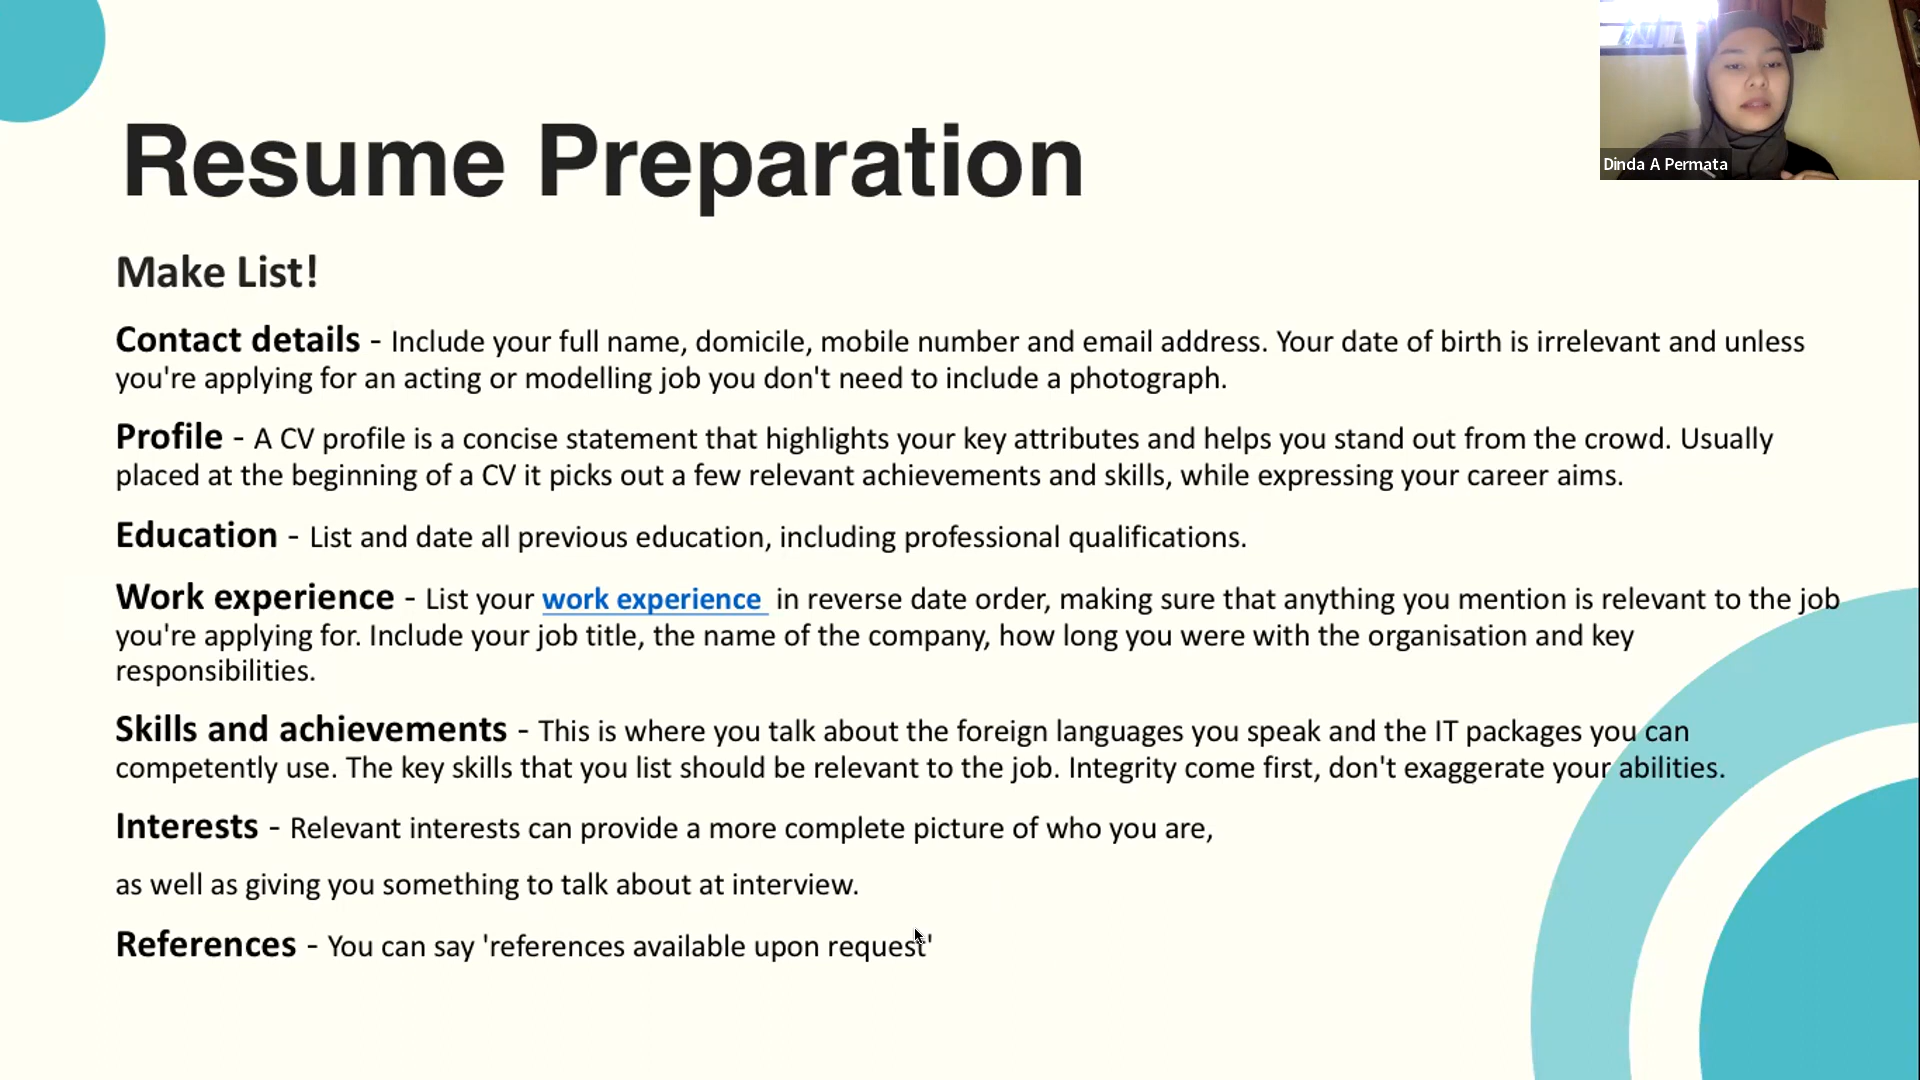 Dinda A Permata
Resume Preparation
Make List!
Contact details - Include your full name, domicile, mobile number and email address. Your date of birth is irrelevant and unless
you're applying for an acting or modelling job you don't need to include a photograph.
Profile - A CV profile is a concise statement that highlights your key attributes and helps you stand out from the crowd. Usually
placed at the beginning of a CV it picks out a few relevant achievements and skills, while expressing your career aims.
Education - List and date all previous education, including professional qualifications.
Work experience - List your work experience in reverse date order, making sure that anything you mention is relevant to the job
you're applying for. Include your job title, the name of the company, how long you were with the organisation and key
responsibilities.
Skills and achievements - This is where you talk about the foreign languages you speak and the IT packages you can
competently use. The key skills that you list should be relevant to the job. Integrity come first, don't exaggerate your abilities.
Interests - Relevant interests can provide a more complete picture of who you are,
as well as giving you something to talk about at interview.
References - You can say 'references available upon request'